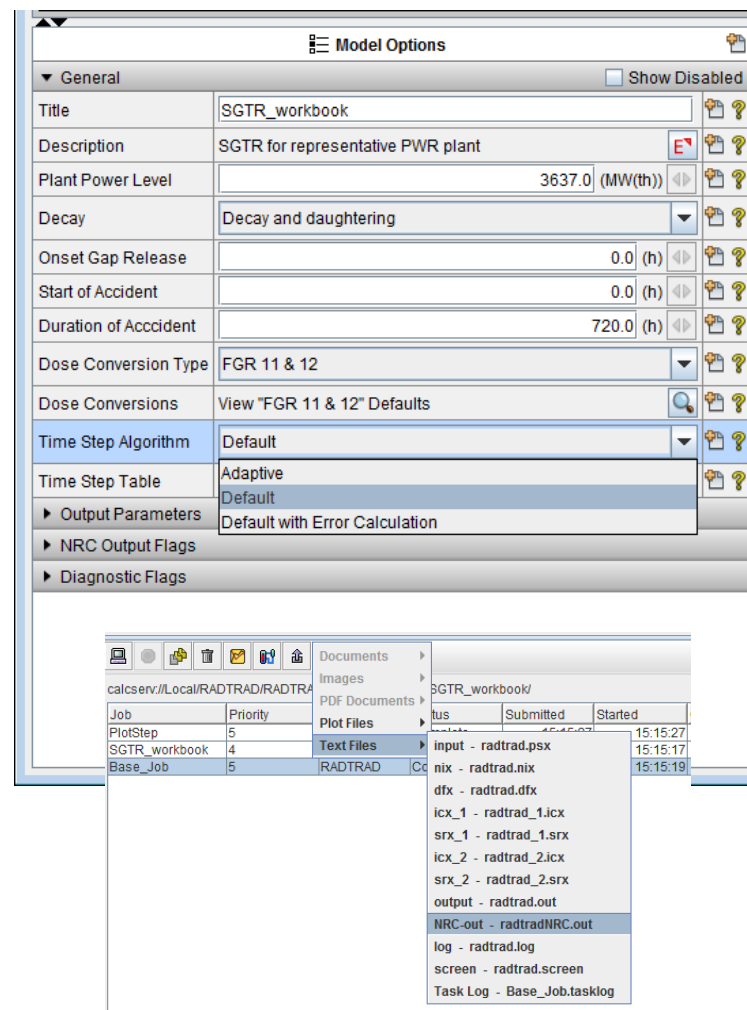 Model Options
General Show Disabled
Title SGTR_workbook
Description SGTR for representative PWR plant E
Plant Power Level 3637.0 (MW(th))
Decay Decay and daughtering
Onset Gap Release 0.0 (h)
Start of Accident 0.0 (h)
Duration of Acccident 720.0 (h)
Dose Conversion Type FGR 11 & 12
Dose Conversions View "FGR 11 & 12" Defaults
Time Step Algorithm Default
Time Step Table Adaptive
Default
Output Parameters Default with Error Calculation
NRC Output Flags
Diagnostic Flags
Documents
Images
calcserv://Local/RADTRAD/RADTRA SGTR_workbook/
PDF Documents
Job Priority Plot Files tus Submitted Started
PlotStep 5 15:15:27
SGTR_workbook 4 Text Files input - radtrad.psx 15:15:17
Base_Job 5 RADTRAD Co nix - radtrad.nix 15:15:19
dfx - radtrad.dfx
icx_1 - radtrad_1.icx
srx_1 - radtrad_1.srx
icx_2 - radtrad_2.icx
srx_2 - radtrad_2.srx
output - radtrad.out
NRC-out - radtradNRC.out
log - radtrad.log
screen - radtrad.screen
Task Log - Base_Job.tasklog